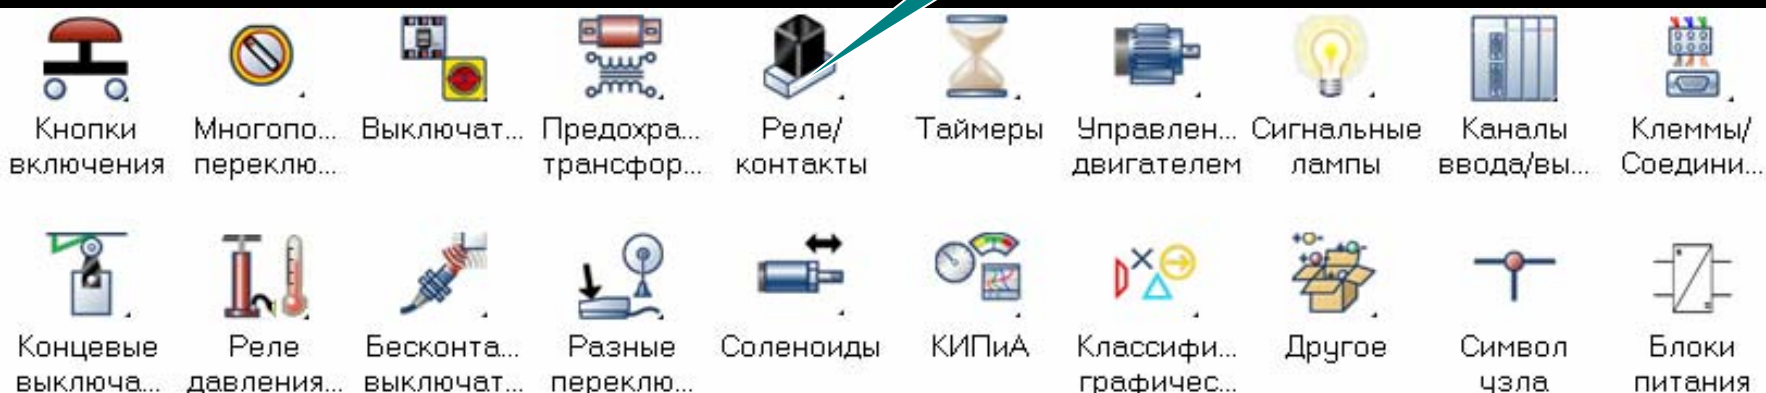 Кнопки Многопо... Выключат... Предохра... Реле/ Таймеры Управлен... Сигнальные Каналы Клеммы/
включения переклю... трансфор... контакты двигателем лампы ввода/вы... Соедини...
Концевые Реле Бесконта... Разные Соленоиды КИПиА Классифи... Другое Символ Блоки
выключа... давления... выключат... переклю... графичес... узла питания